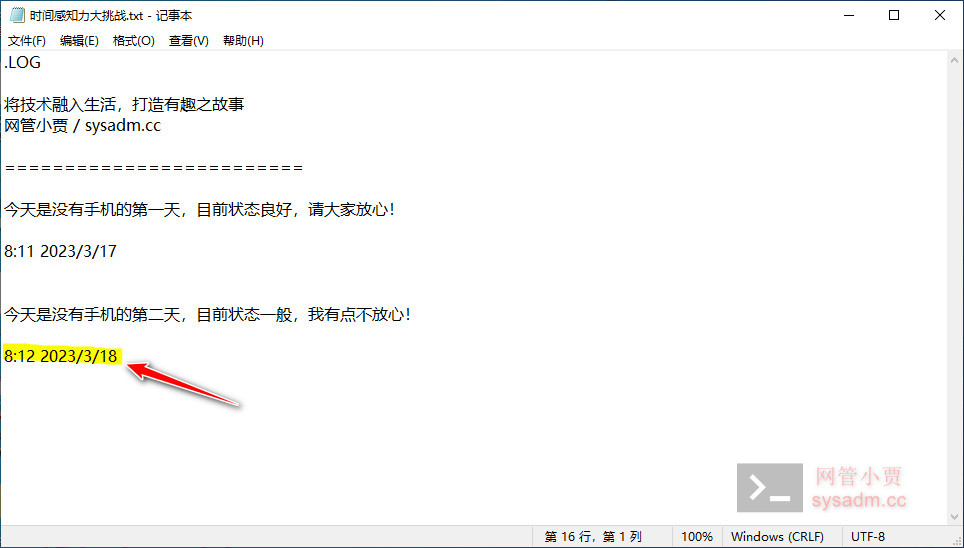 时间感知力大挑战.txt - 记事本
文件(F) 编辑(E) 格式(O) 查看(V) 帮助(H)
.LOG
将技术融入生活，打造有趣之故事
网管小贾 / sysadm.cc
=========================
今天是没有手机的第一天，目前状态良好，请大家放心！
8:11 2023/3/17
今天是没有手机的第二天，目前状态一般，我有点不放心！
8:12 2023/3/18
网管小贾
sysadm.cc
第 16 行，第 1 列 100% Windows (CRLF) UTF-8